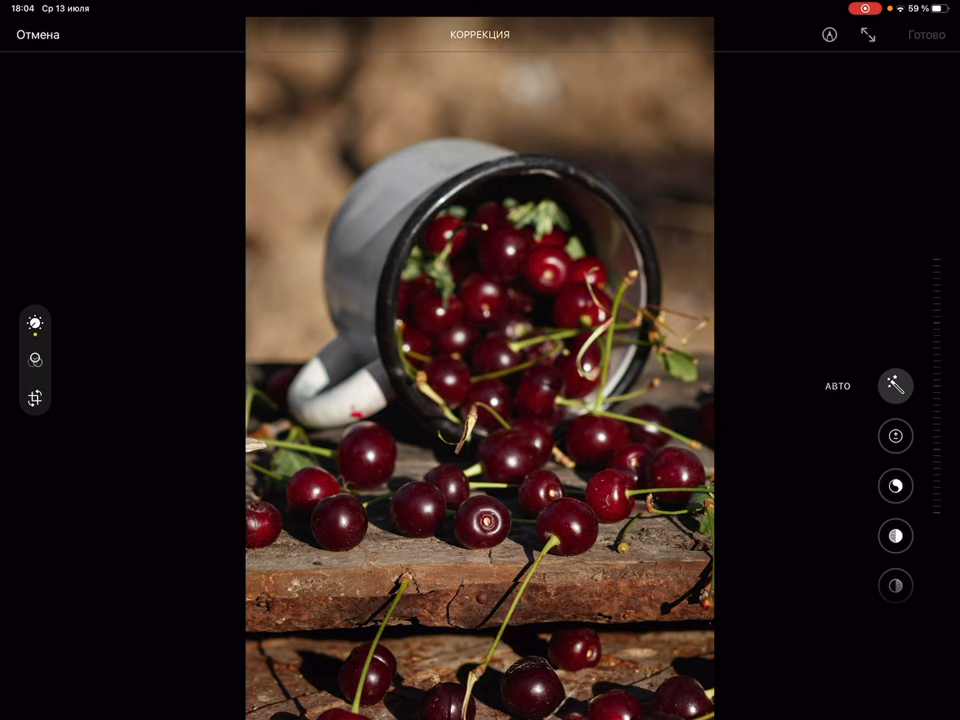 18:04 Ср 13 июля
59 %
Отмена
КОРРЕКЦИЯ
Готово
АВТО